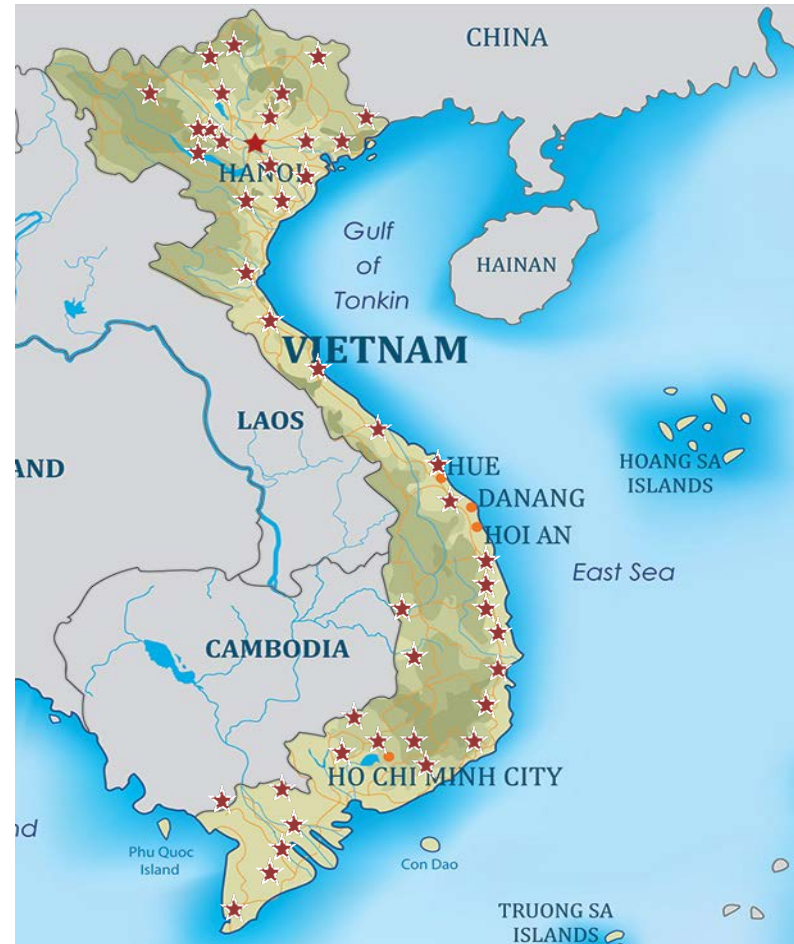 CHINA
HANOI
Gulf
of
Tonkin
HAINAN
VIETNAM
LAOS
AND
HUE
HOANG SA
ISLANDS
DANANG
HOI AN
East Sea
CAMBODIA
HO CHI MINH CITY
nd
Phu Quoc
Island
Con Dao
TRUONG SA
ISLANDS